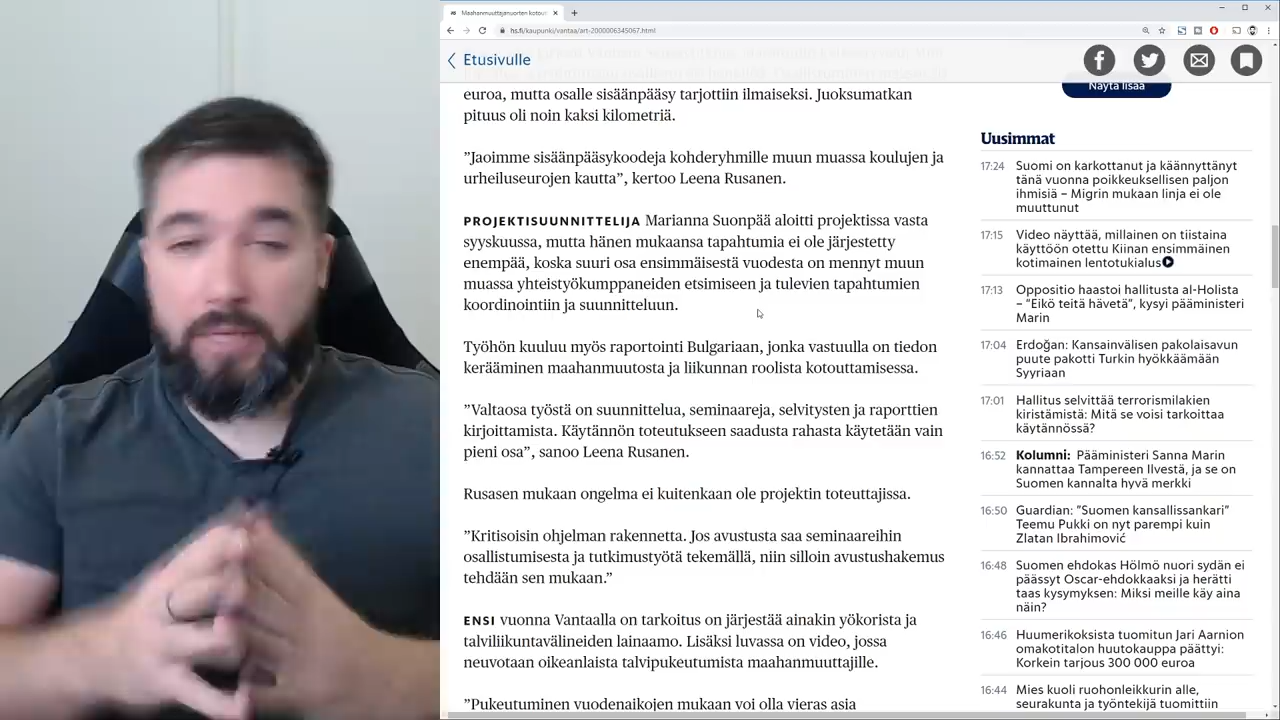 Maahanmuuttajanuorten kotout
hs.fi/kaupunki/vantaa/art-2000006345067.html
Etusivulle
euroa, mutta osalle sisäänpääsy tarjottiin ilmaiseksi. Juoksumatkan
pituus oli noin kaksi kilometriä.
”Jaoimme sisäänpääsykoodeja kohderyhmille muun muassa koulujen ja
urheiluseurojen kautta”, kertoo Leena Rusanen.
PROJEKTISUUNNITTELIJA Marianna Suonpää aloitti projektissa vasta
syyskuussa, mutta hänen mukaansa tapahtumia ei ole järjestetty
enempää, koska suuri osa ensimmäisestä vuodesta on mennyt muun
muassa yhteistyökumppaneiden etsimiseen ja tulevien tapahtumien
koordinointiin ja suunnitteluun.
Työhön kuuluu myös raportointi Bulgariaan, jonka vastuulla on tiedon
kerääminen maahanmuutosta ja liikunnan roolista kotouttamisessa.
”Valtaosa työstä on suunnittelua, seminaareja, selvitysten ja raporttien
kirjoittamista. Käytännön toteutukseen saadusta rahasta käytetään vain
pieni osa”, sanoo Leena Rusanen.
Rusasen mukaan ongelma ei kuitenkaan ole projektin toteuttajissa.
”Kritisoisin ohjelman rakennetta. Jos avustusta saa seminaareihin
osallistumisesta ja tutkimustyötä tekemällä, niin silloin avustushakemus
tehdään sen mukaan.”
ENSI vuonna Vantaalla on tarkoitus on järjestää ainakin yökorista ja
talviliikuntavälineiden lainaamo. Lisäksi luvassa on video, jossa
neuvotaan oikeanlaista talvipukeutumista maahanmuuttajille.
”Pukeutuminen vuodenaikojen mukaan voi olla vieras asia
Näytä lisää
Uusimmat
17:24 Suomi on karkottanut ja käännyttänyt
tänä vuonna poikkeuksellisen paljon
ihmisiä – Migrin mukaan linja ei ole
muuttunut
17:15 Video näyttää, millainen on tiistaina
käyttöön otettu Kiinan ensimmäinen
kotimainen lentotukialus
17:13 Oppositio haastoi hallitusta al-Holista
– ”Eikö teitä hävetä”, kysyi pääministeri
Marin
17:04 Erdoğan: Kansainvälisen pakolaisavun
puute pakotti Turkin hyökkäämään
Syyriaan
17:01 Hallitus selvittää terrorismilakien
kiristämistä: Mitä se voisi tarkoittaa
käytännössä?
16:52 Kolumni: Pääministeri Sanna Marin
kannattaa Tampereen Ilvestä, ja se on
Suomen kannalta hyvä merkki
16:50 Guardian: ”Suomen kansallissankari”
Teemu Pukki on nyt parempi kuin
Zlatan Ibrahimović
16:48 Suomen ehdokas Hölmö nuori sydän ei
päässyt Oscar-ehdokkaaksi ja herätti
taas kysymyksen: Miksi meille käy aina
näin?
16:46 Huumerikoksista tuomitun Jari Aarnion
omakotitalon huutokauppa päättyi:
Korkein tarjous 300 000 euroa
16:44 Mies kuoli ruohonleikkurin alle,
seurakunta ja työntekijä tuomittiin